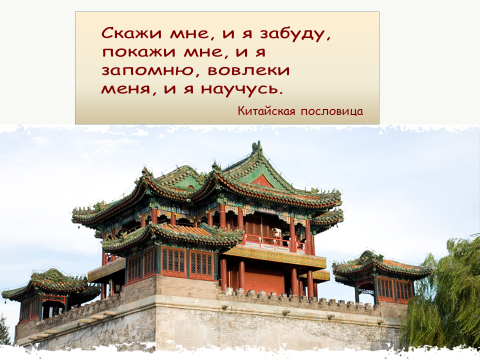 Скажи мне, и я забуду,
покажи мне, и я
запомню, вовлеки
меня, и я научусь.
Китайская пословица